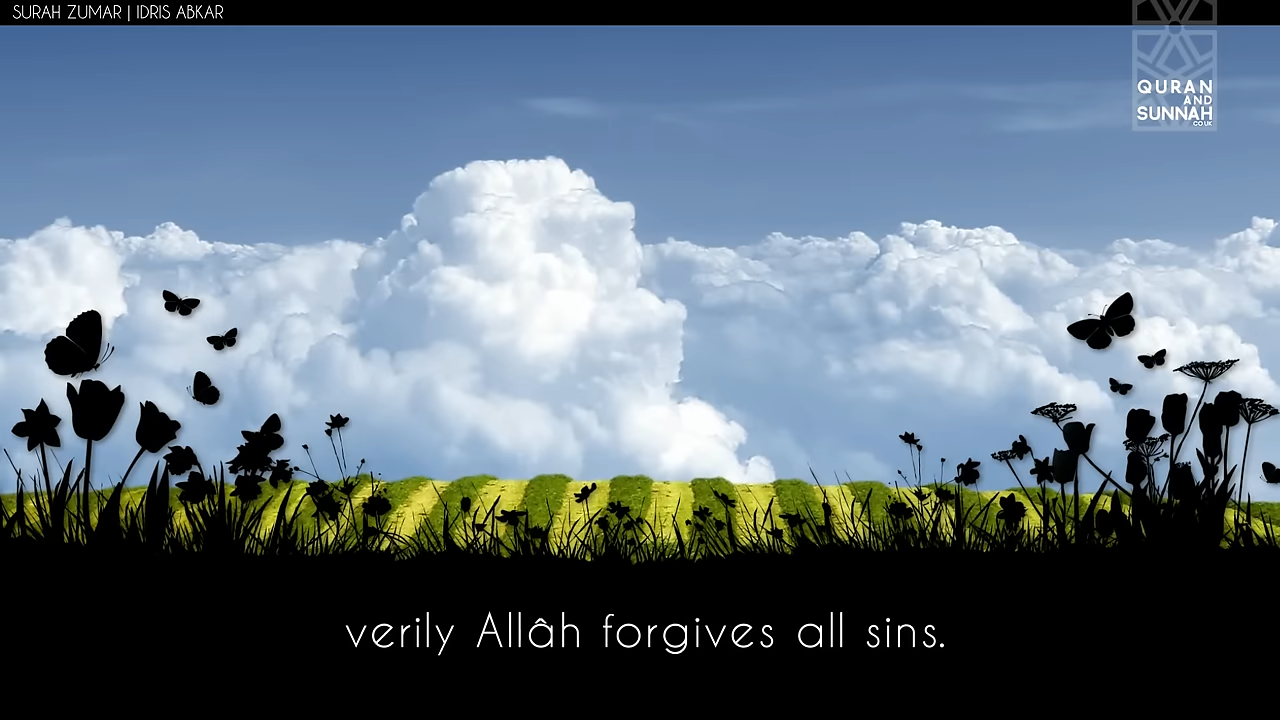 SURAH ZUMAR | IDRIS ABKAR
QURAN
AND
SUNNAH
.CO.UK
verily Allâh forgives all sins.